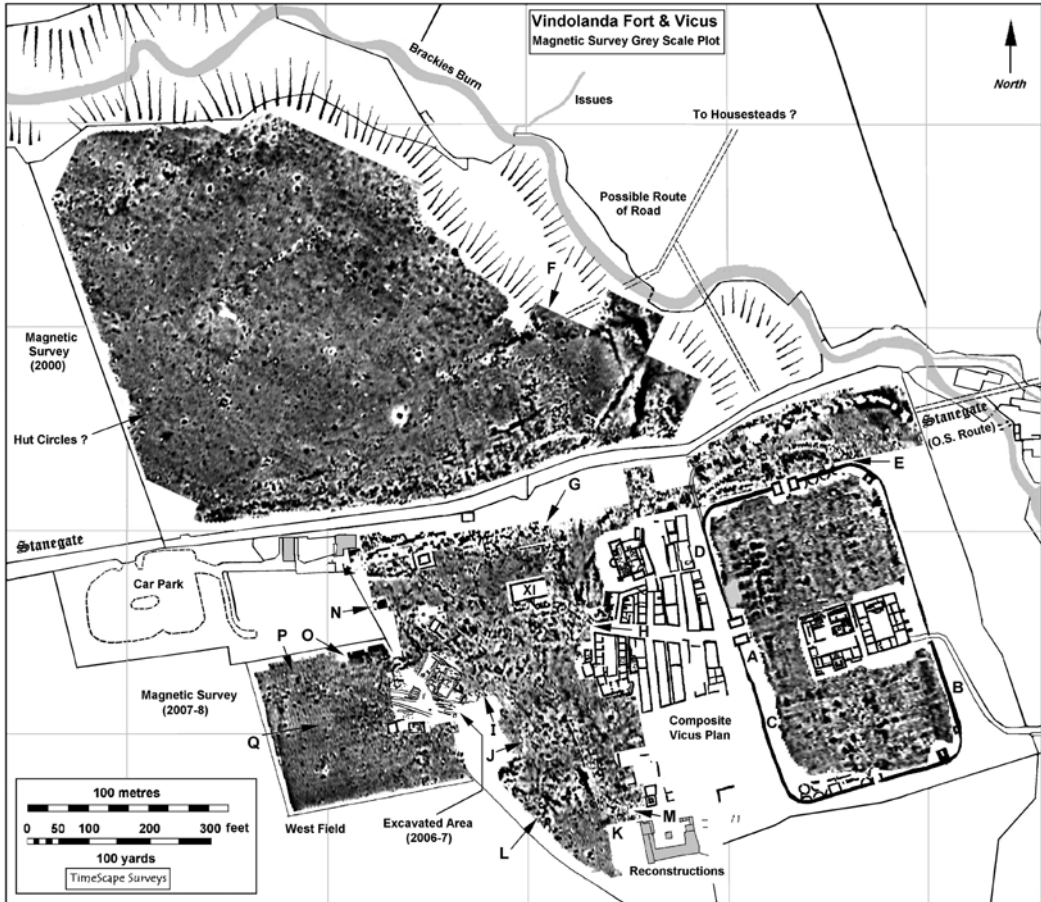 Vindolanda Fort & Vicus
Magnetic Survey Grey Scale Plot
North
Brackies Burn
Issues
To Housesteads ?
Possible Route
of Road
F
Magnetic
Survey
(2000)
Hut Circles ?
Stanegate
(O.S. Route)
E
G
Stanegate
D
Car Park
XI
N
H
P
O
A
B
Magnetic Survey
(2007-8)
C
Q
I
J
Composite
Vicus Plan
100 metres
0 50 100 200 300 feet
100 yards
TimeScape Surveys
West Field
Excavated Area
(2006-7)
L
K
M
Reconstructions